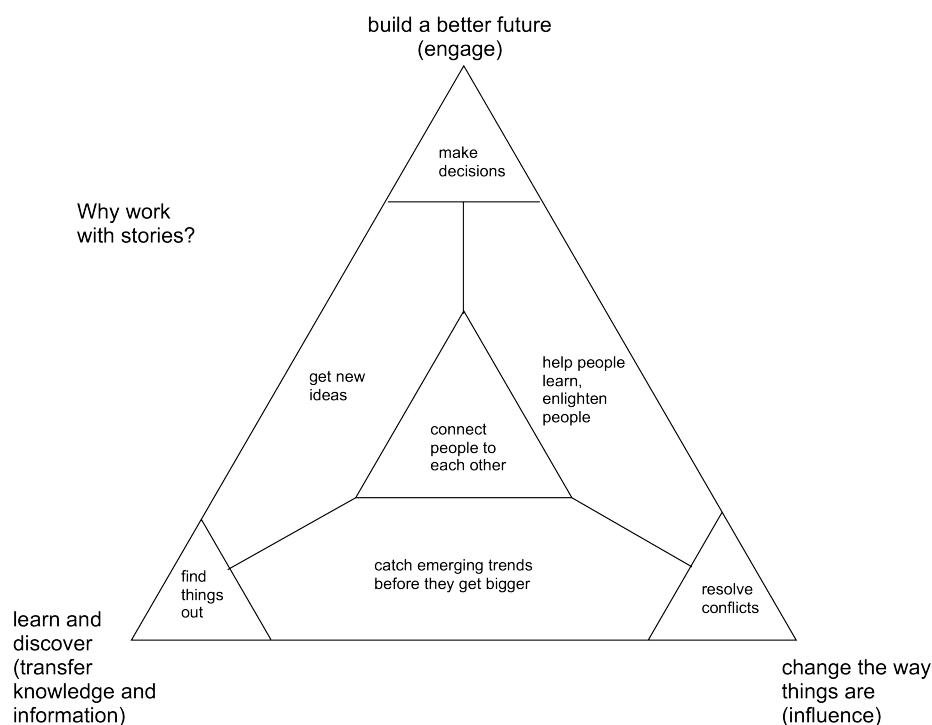 build a better future
(engage)
make
decisions
Why work
with stories?
get new
ideas
help people
learn,
enlighten
people
connect
people to
each other
catch emerging trends
before they get bigger
find
things
out
resolve
conflicts
learn and
discover
(transfer
knowledge and
information)
change the way
things are
(influence)